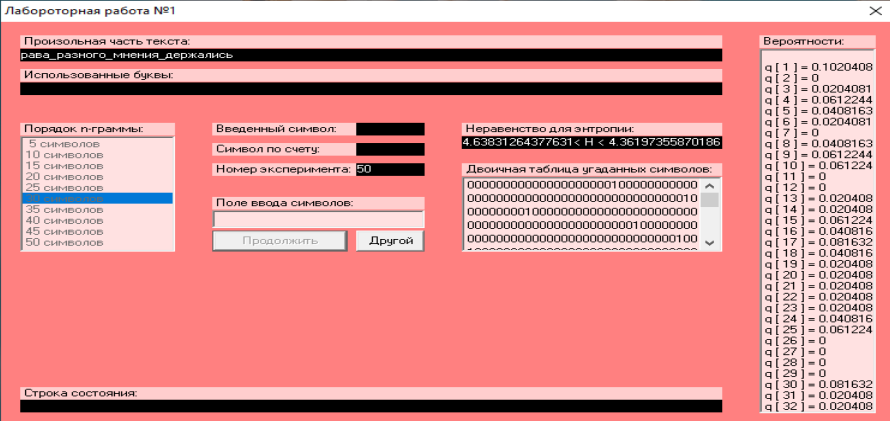 Лабороторная работа №1
Произольная часть текста:
рава_разного_мнения_держались
Использованные буквы:
Порядок n-граммы:
5 символов
10 символов
15 символов
20 символов
25 символов
35 символов
40 символов
45 символов
50 символов
Введенный символ:
Символ по счету:
Номер эксперимента: 50
Поле ввода символов:
Продолжить
Другой
Неравенство для энтропии:
4.63831264377631< H < 4.36197355870186
Двоичная таблица угаданных символов:
Строка состояния:
Вероятности:
q [ 1 ] = 0.1020408
q [ 2 ] = 0
q [ 3 ] = 0.0204081
q [ 4 ] = 0.0612244
q [ 5 ] = 0.0408163
q [ 6 ] = 0.0204081
q [ 7 ] = 0
q [ 8 ] = 0.0408163
q [ 9 ] = 0.0612244
q [ 10 ] = 0.061224
q [ 11 ] = 0
q [ 12 ] = 0
q [ 13 ] = 0.020408
q [ 14 ] = 0.020408
q [ 15 ] = 0.061224
q [ 16 ] = 0.040816
q [ 17 ] = 0.081632
q [ 18 ] = 0.040816
q [ 19 ] = 0.020408
q [ 20 ] = 0.020408
q [ 21 ] = 0.020408
q [ 22 ] = 0.020408
q [ 23 ] = 0.020408
q [ 24 ] = 0.040816
q [ 25 ] = 0.061224
q [ 26 ] = 0
q [ 27 ] = 0
q [ 28 ] = 0
q [ 29 ] = 0
q [ 30 ] = 0.081632
q [ 31 ] = 0.020408
q [ 32 ] = 0.020408